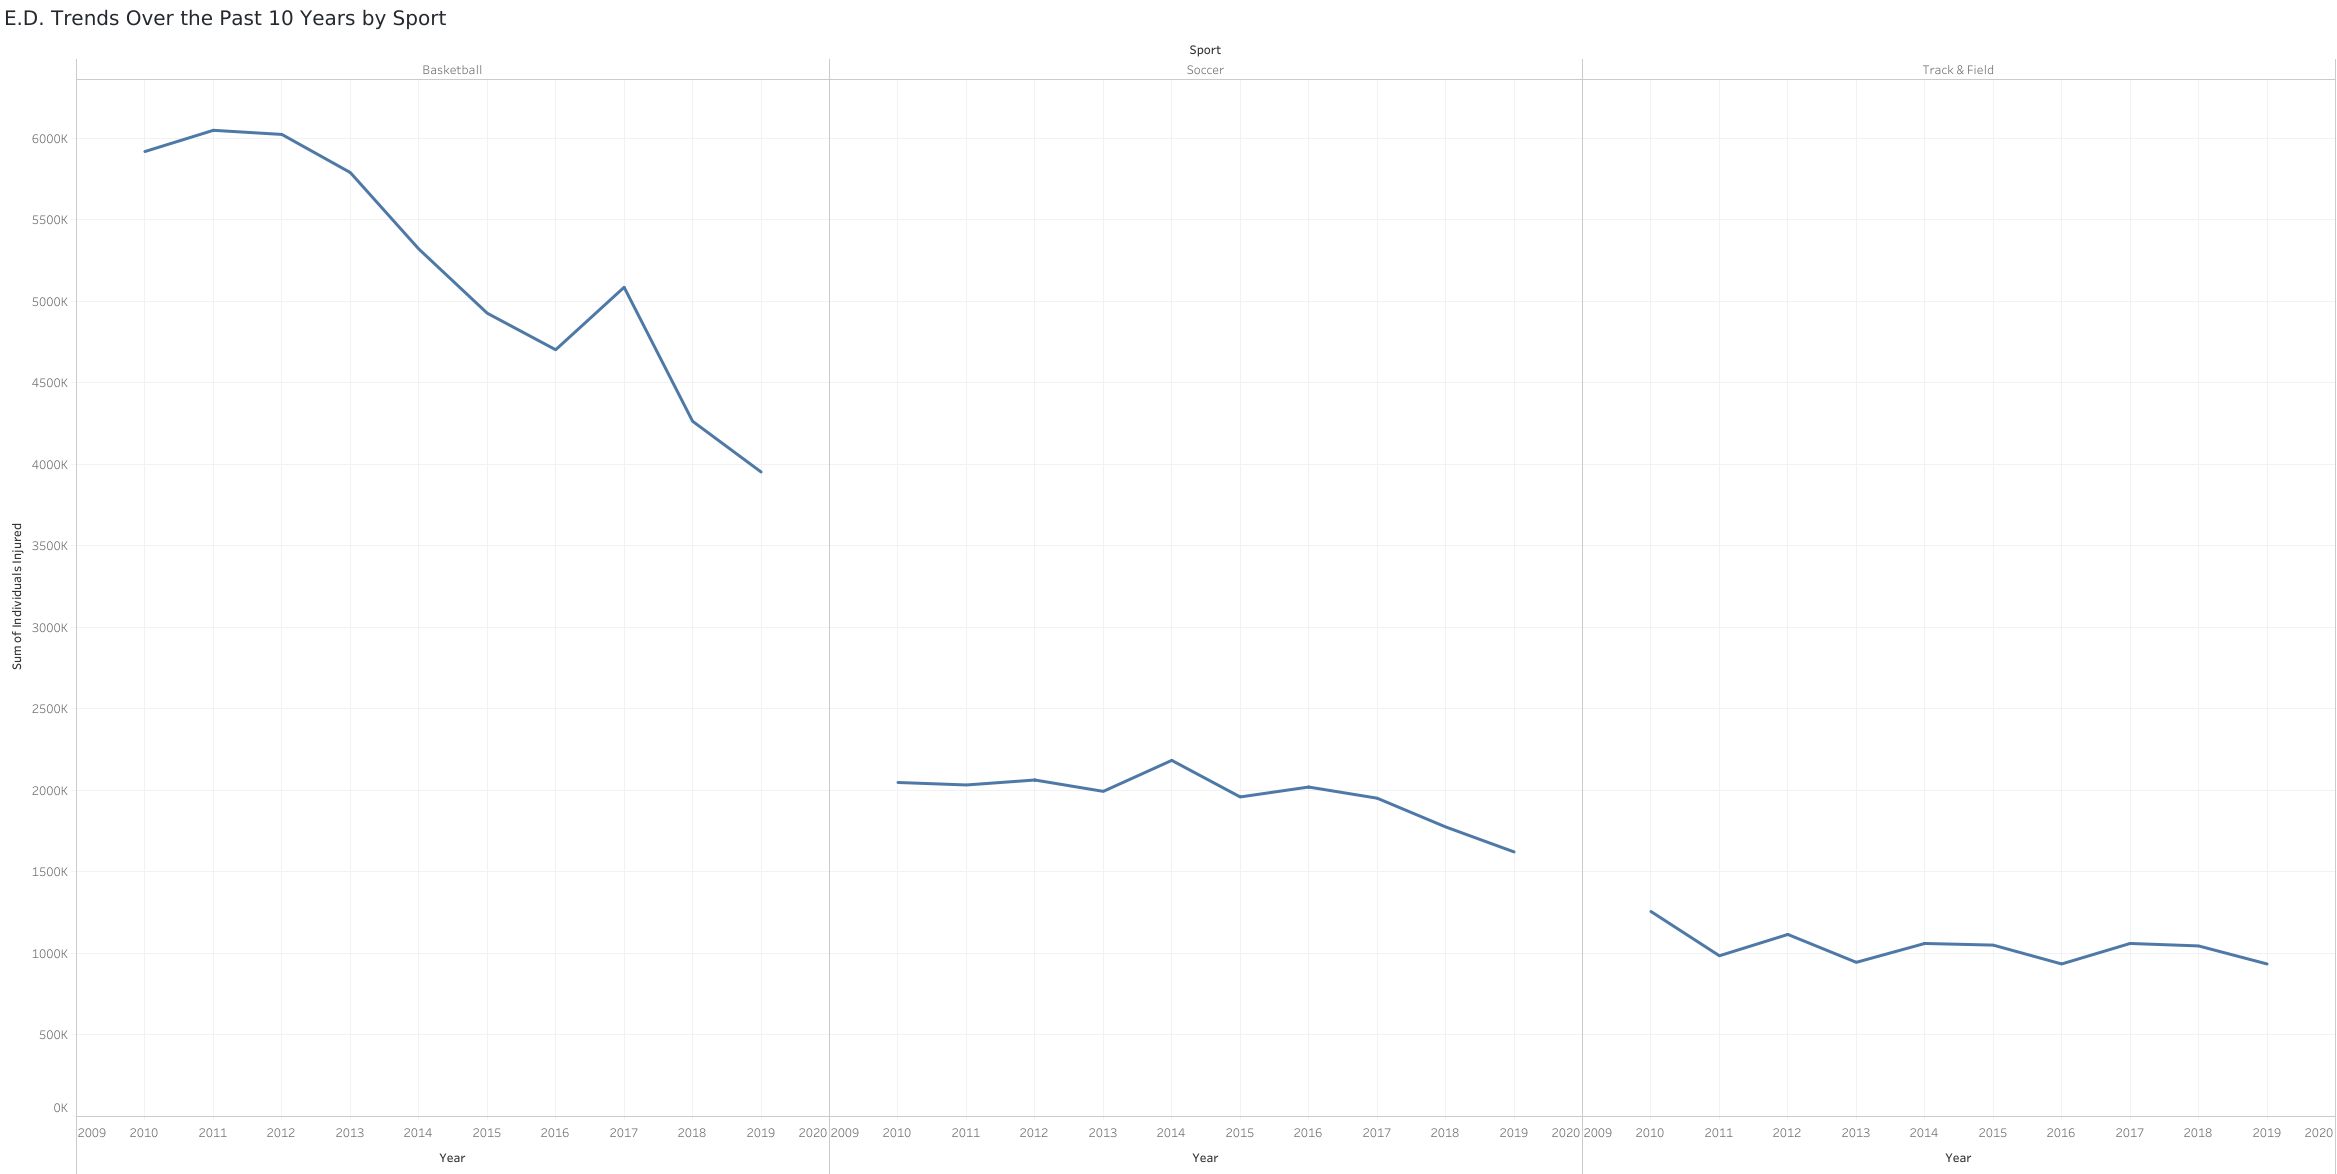 E.D. Trends Over the Past 10 Years by Sport
Sport
Basketball Soccer Track & Field
6000K
5500K
5000K
4500K
4000K
3500K
3000K
2500K
2000K
1500K
1000K
500K
0K
Sum of Individuals Injured
2009 2010 2011 2012 2013 2014 2015 2016 2017 2018 2019 2020 2009 2010 2011 2012 2013 2014 2015 2016 2017 2018 2019 2020 2009 2010 2011 2012 2013 2014 2015 2016 2017 2018 2019 2020
Year Year Year